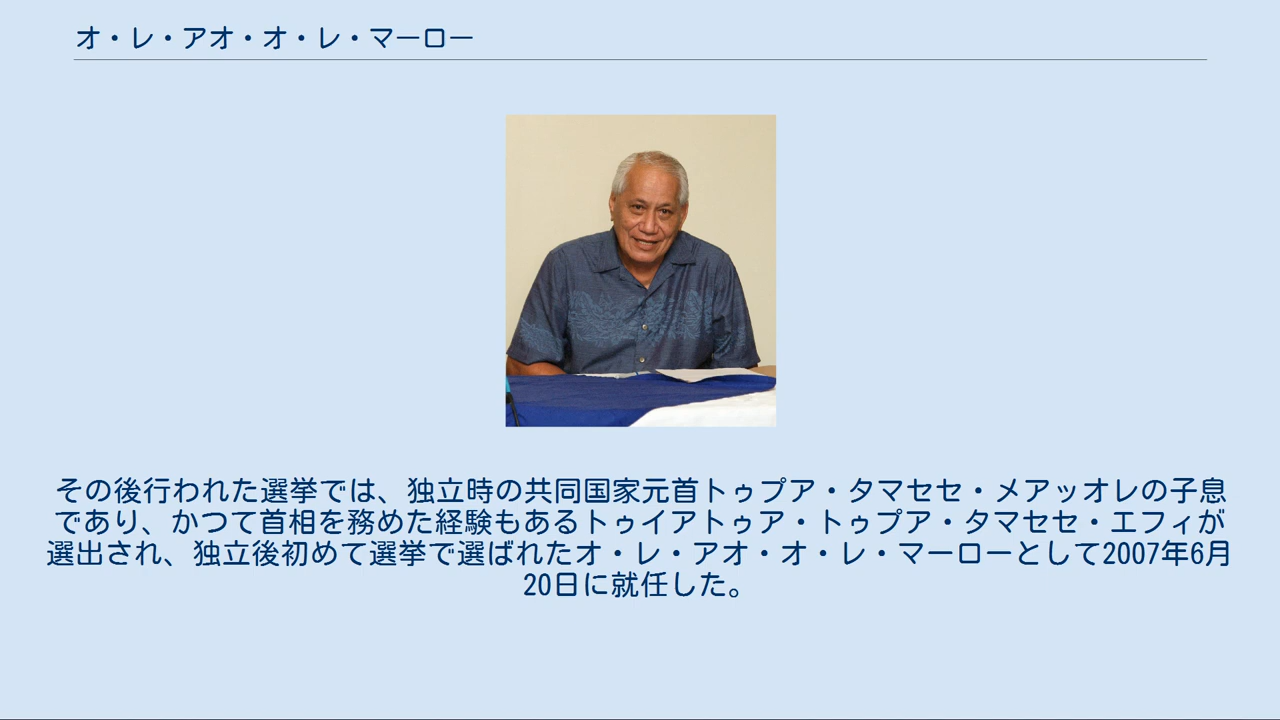 オ・レ・アオ・オ・レ・マーロー
その後行われた選挙では、独立時の共同国家元首トゥプア・タマセセ・メアッオレの子息
であり、かつて首相を務めた経験もあるトゥイアトゥア・トゥプア・タマセセ・エフィが
選出され、独立後初めて選挙で選ばれたオ・レ・アオ・オ・レ・マーローとして2007年6月
20日に就任した。